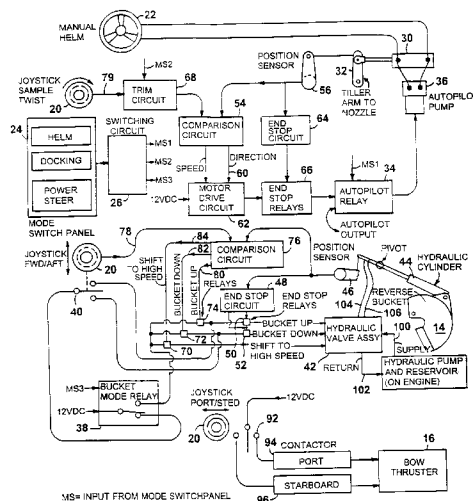 MANUAL HELM
22
30
JOYSTICK SAMPLE TWIST
79
20
MS2
TRIM CIRCUIT
68
POSITION SENSOR
56
32
TILLER ARM TO NOZZLE
36
AUTOPILOT PUMP
24
HELM
DOCKING
POWER STEER
MODE SWITCH PANEL
SWITCHING CIRCUIT
26
MS1
MS2
MS3
54
COMPARISON CIRCUIT
SPEED
DIRECTION
60
12VDC
MOTOR DRIVE CIRCUIT
62
64
END STOP CIRCUIT
66
END STOP RELAYS
MS1
34
AUTOPILOT RELAY
AUTOPILOT OUTPUT
JOYSTICK FWD/AFT
20
78
40
84
SHIFT TO HIGH SPEED
82
BUCKET DOWN
BUCKET UP
80
COMPARISON CIRCUIT
76
RELAYS
74
48
END STOP CIRCUIT
END STOP RELAYS
50
52
72
70
BUCKET UP
BUCKET DOWN
SHIFT TO HIGH SPEED
POSITION SENSOR
46
PIVOT
44
HYDRAULIC CYLINDER
104
106
REVERSE BUCKET
14
HYDRAULIC VALVE ASSY
42
100
SUPPLY
RETURN
102
HYDRAULIC PUMP AND RESERVOIR (ON ENGINE)
MS3
BUCKET MODE RELAY
12VDC
38
JOYSTICK PORT/STED
20
12VDC
92
CONTACTOR
94
PORT
STARBOARD
96
16
BOW THRUSTER
MS= INPUT FROM MODE SWITCHPANEL